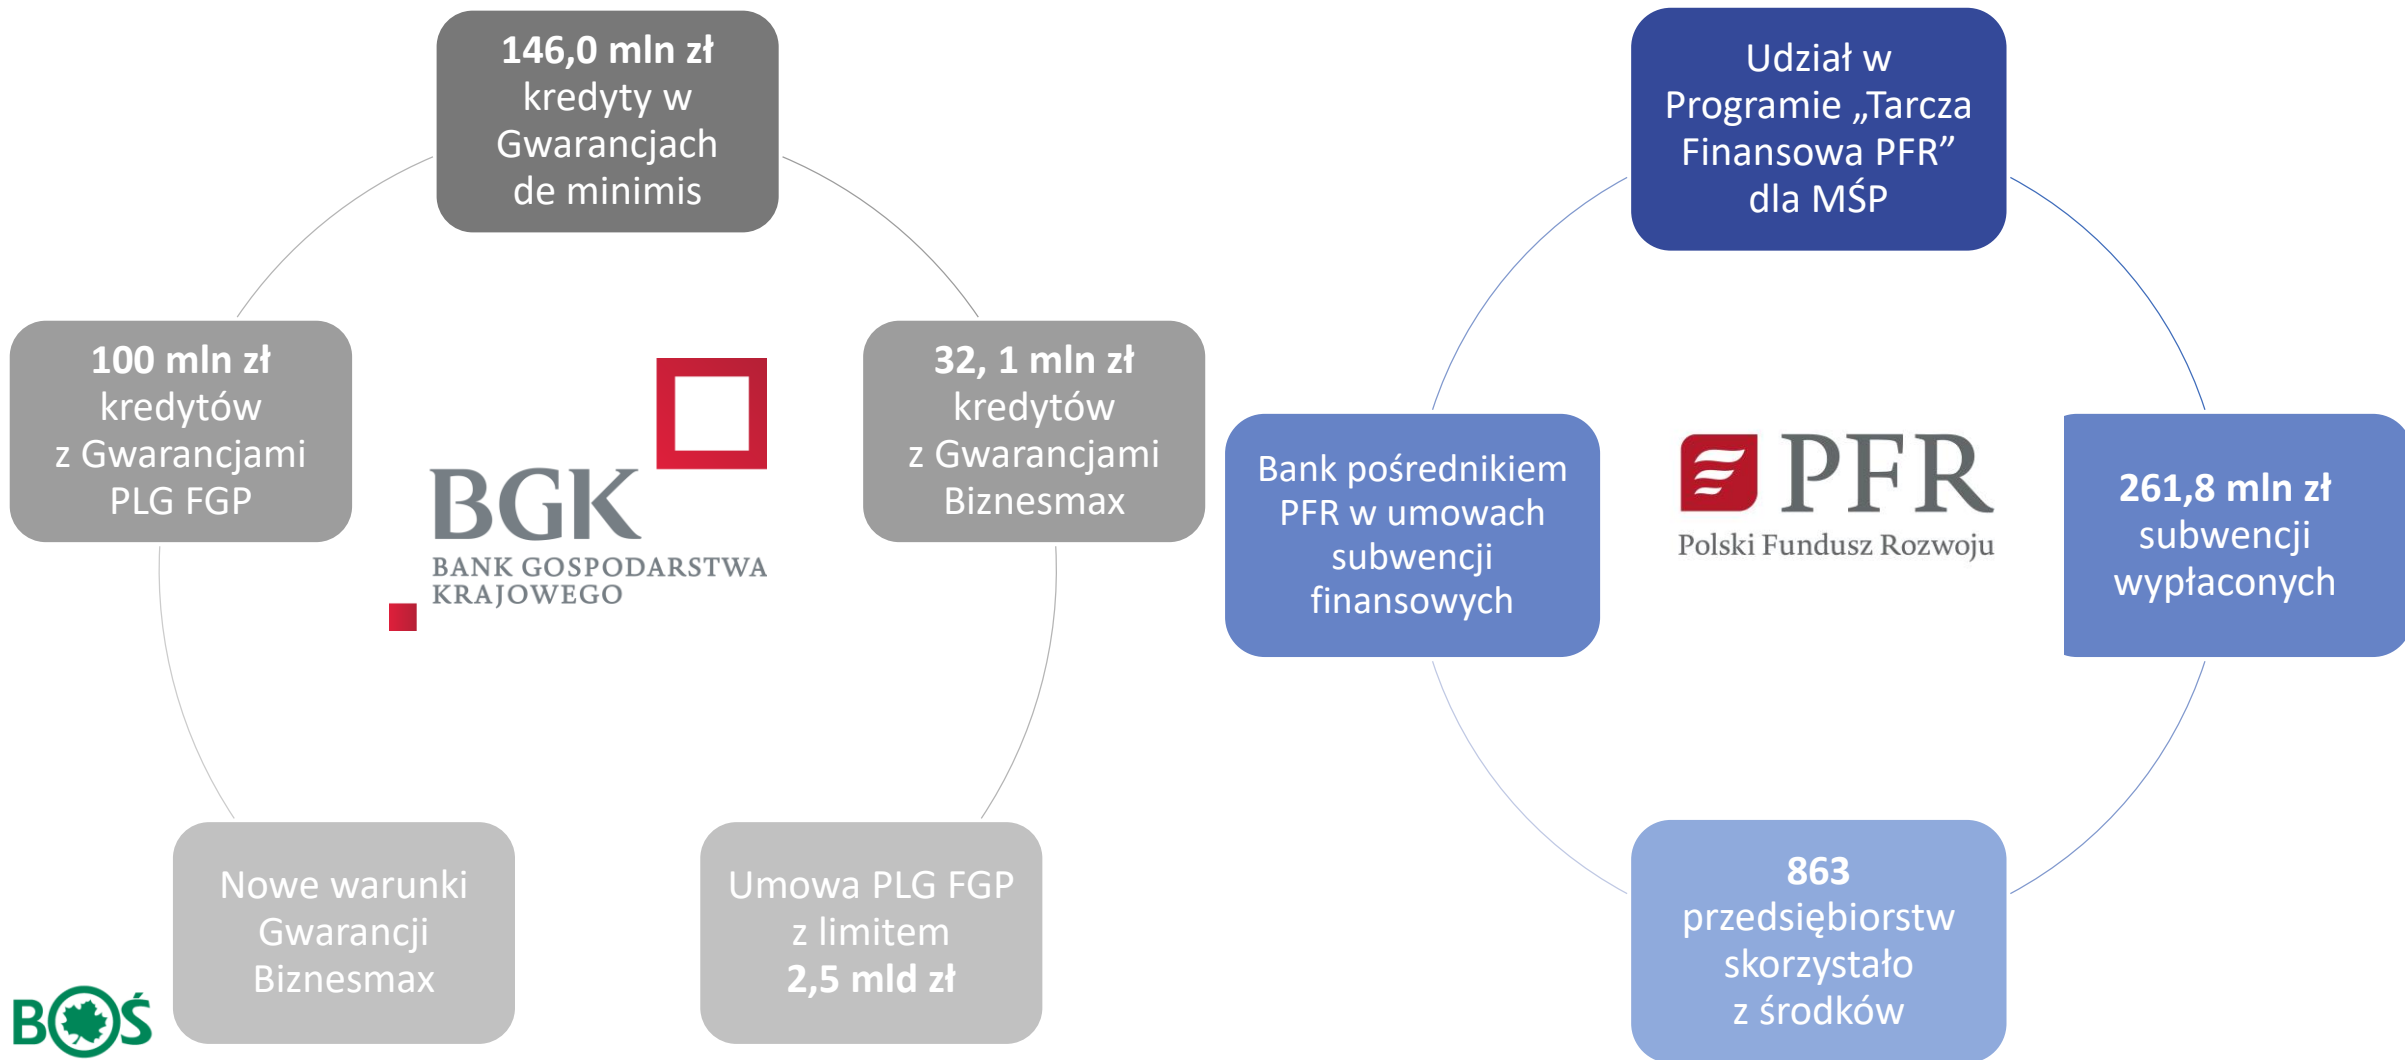 146,0 mln zł
kredyty w
Gwarancjach
de minimis
100 mln zł
kredytów
z Gwarancjami
PLG FGP
BGK
BANK GOSPODARSTWA
KRAJOWEGO
32, 1 mln zł
kredytów
z Gwarancjami
Biznesmax
Nowe warunki
Gwarancji
Biznesmax
Umowa PLG FGP
z limitem
2,5 mld zł
BOŚ
Udział w
Programie „Tarcza
Finansowa PFR”
dla MŚP
Bank pośrednikiem
PFR w umowach
subwencji
finansowych
PFR
Polski Fundusz Rozwoju
261,8 mln zł
subwencji
wypłaconych
863
przedsiębiorstw
skorzystało
z środków